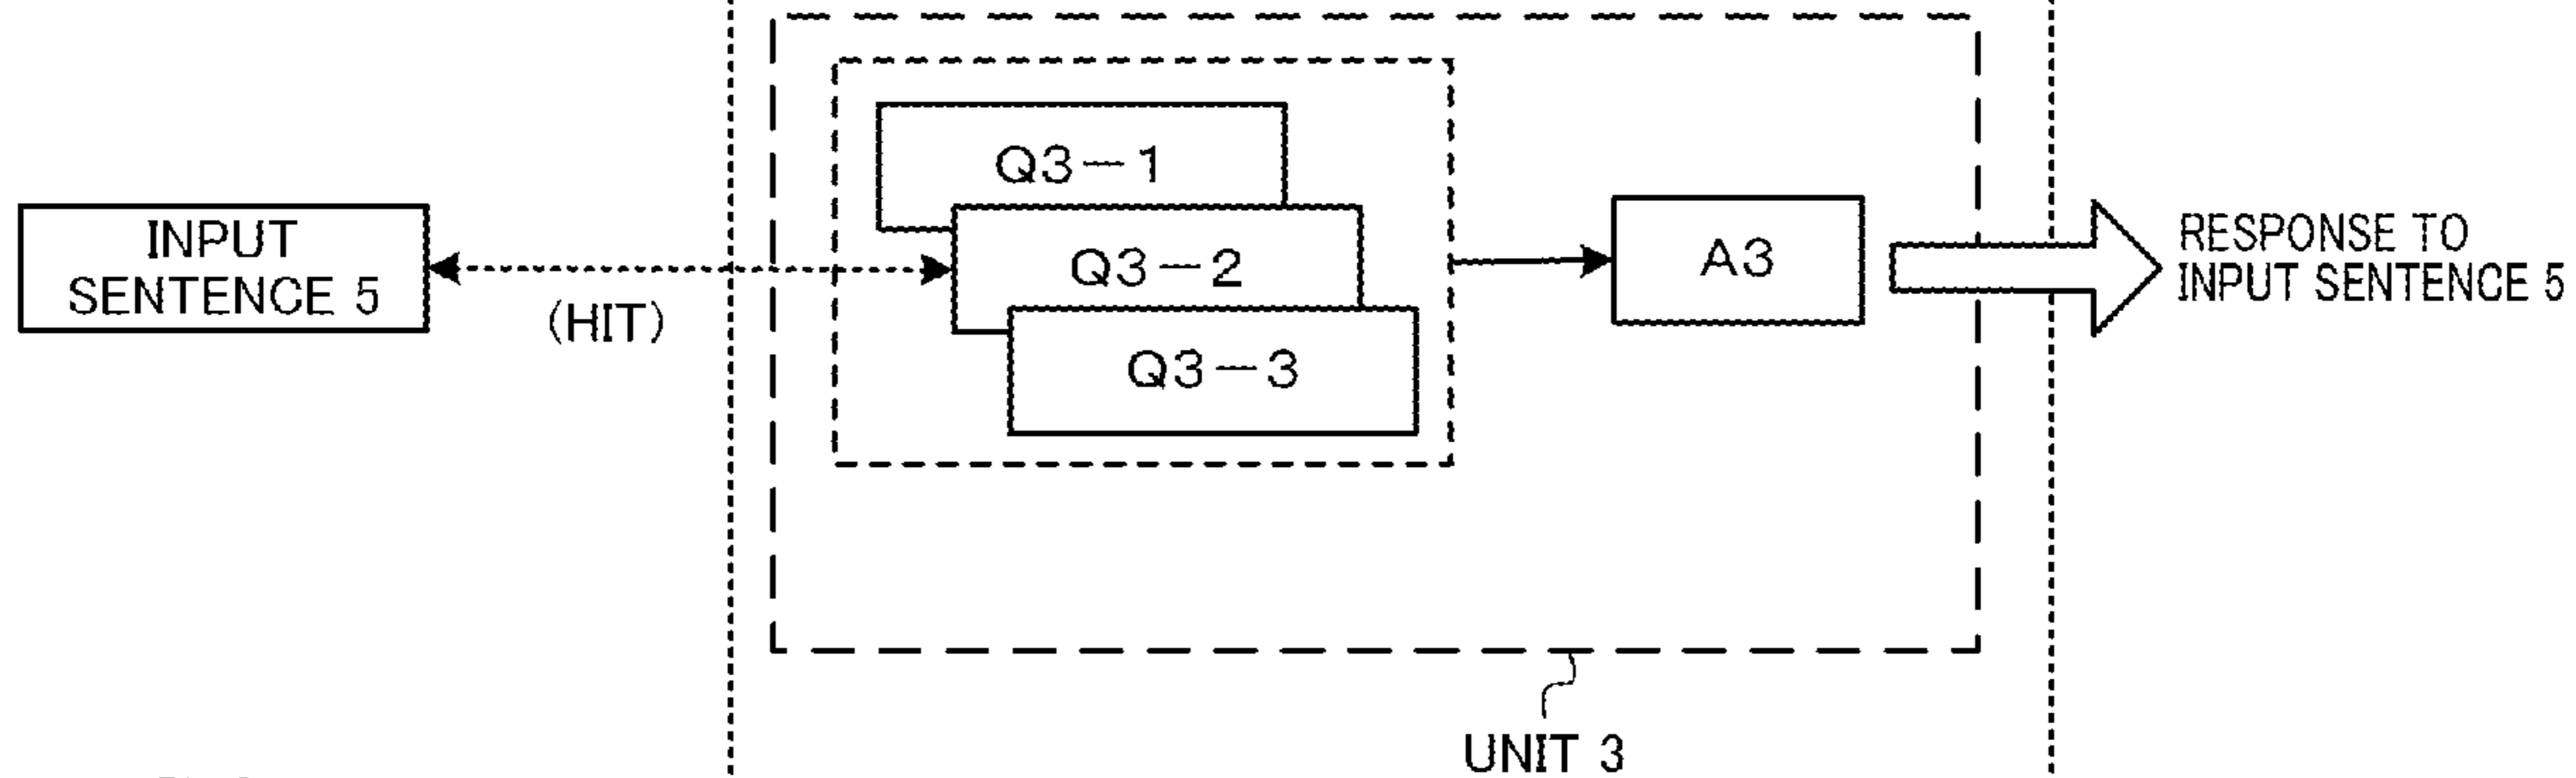 INPUT
SENTENCE 5
(HIT)
Q3-1
Q3-2
Q3-3
A3
RESPONSE TO
INPUT SENTENCE 5
UNIT 3